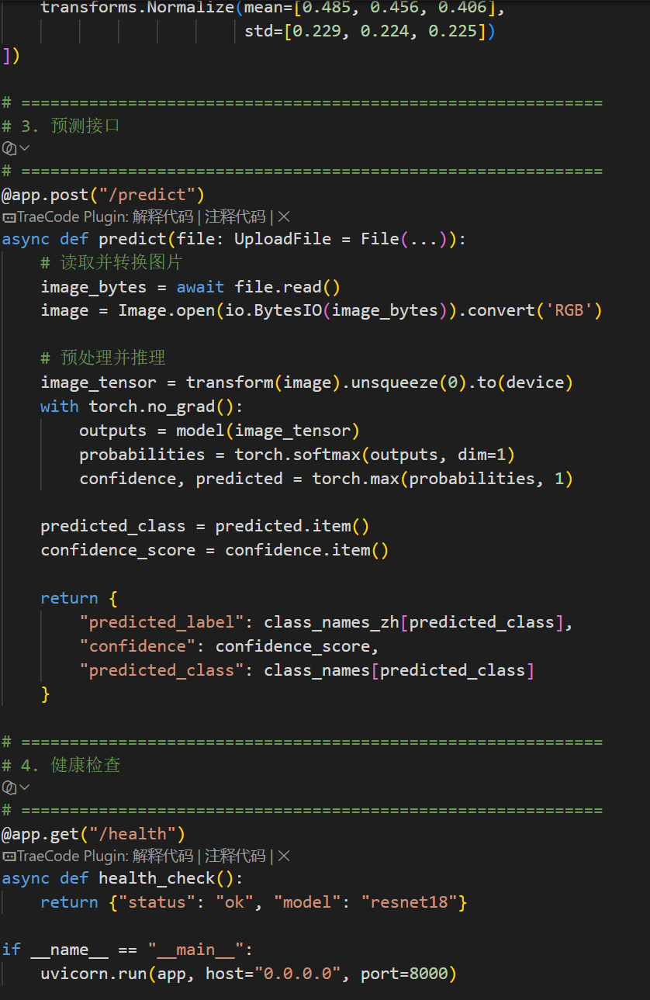 transforms.Normalize(mean=[0.485, 0.456, 0.406],
std=[0.229, 0.224, 0.225])
])
# ============================================================
# 3. 预测接口
# ============================================================
@app.post("/predict")
TraeCode Plugin: 解释代码 | 注释代码 | ×
async def predict(file: UploadFile = File(...)):
# 读取并转换图片
image_bytes = await file.read()
image = Image.open(io.BytesIO(image_bytes)).convert('RGB')
# 预处理并推理
image_tensor = transform(image).unsqueeze(0).to(device)
with torch.no_grad():
outputs = model(image_tensor)
probabilities = torch.softmax(outputs, dim=1)
confidence, predicted = torch.max(probabilities, 1)
predicted_class = predicted.item()
confidence_score = confidence.item()
return {
"predicted_label": class_names_zh[predicted_class],
"confidence": confidence_score,
"predicted_class": class_names[predicted_class]
}
# ============================================================
# 4. 健康检查
# ============================================================
@app.get("/health")
TraeCode Plugin: 解释代码 | 注释代码 | ×
async def health_check():
return {"status": "ok", "model": "resnet18"}
if __name__ == "__main__":
uvicorn.run(app, host="0.0.0.0", port=8000)